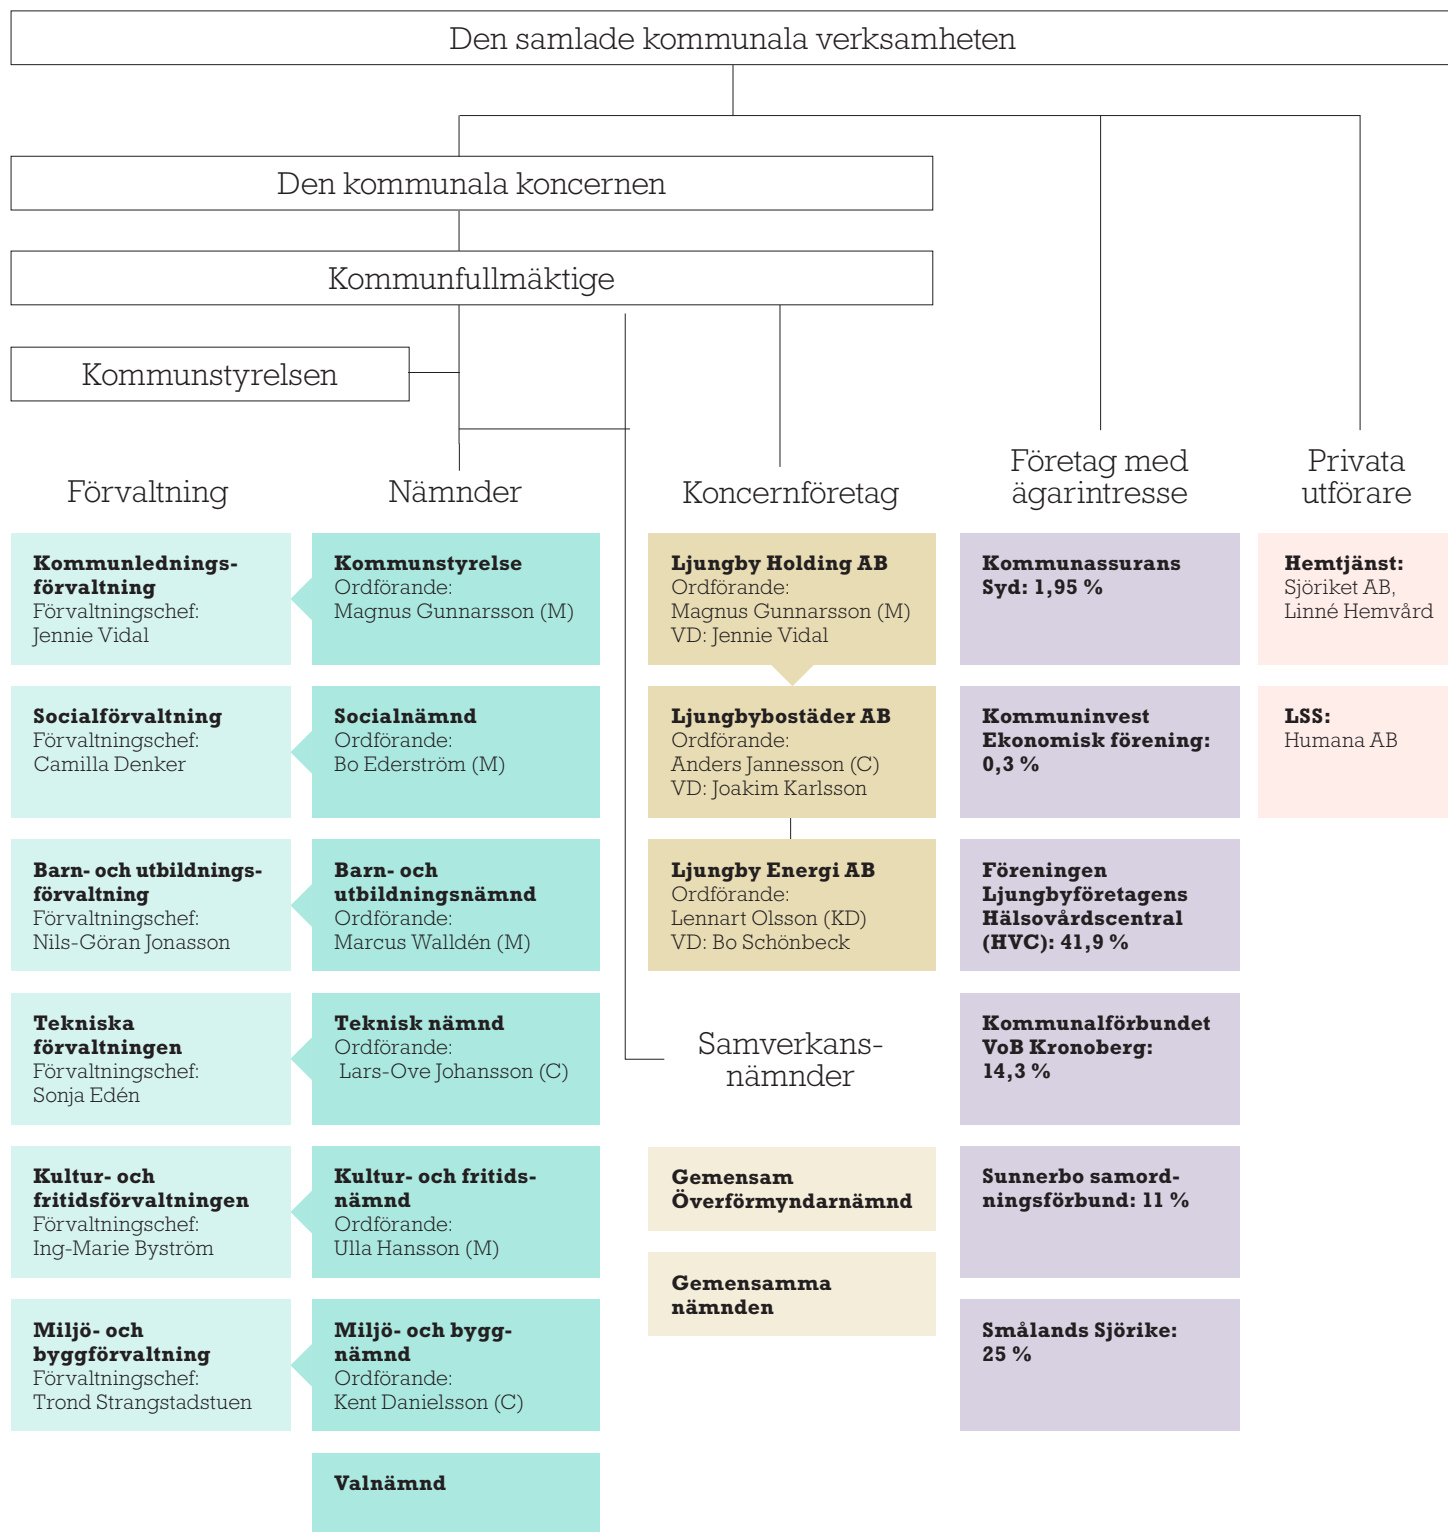 Den samlade kommunala verksamheten
Den kommunala koncernen
Kommunfullmäktige
Kommunstyrelsen
Förvaltning
Kommunlednings-
förvaltning
Förvaltningschef:
Jennie Vidal
Socialförvaltning
Förvaltningschef:
Camilla Denker
Barn- och utbildnings-
förvaltning
Förvaltningschef:
Nils-Göran Jonasson
Tekniska
förvaltningen
Förvaltningschef:
Sonja Edén
Kultur- och
fritidsförvaltningen
Förvaltningschef:
Ing-Marie Byström
Miljö- och
byggförvaltning
Förvaltningschef:
Trond Strangstadstuen
Nämnder
Kommunstyrelse
Ordförande:
Magnus Gunnarsson (M)
Socialnämnd
Ordförande:
Bo Ederström (M)
Barn- och
utbildningsnämnd
Ordförande:
Marcus Walldén (M)
Teknisk nämnd
Ordförande:
Lars-Ove Johansson (C)
Kultur- och fritids-
nämnd
Ordförande:
Ulla Hansson (M)
Miljö- och bygg-
nämnd
Ordförande:
Kent Danielsson (C)
Valnämnd
Koncernföretag
Ljungby Holding AB
Ordförande:
Magnus Gunnarsson (M)
VD: Jennie Vidal
Ljungbybostäder AB
Ordförande:
Anders Jannesson (C)
VD: Joakim Karlsson
Ljungby Energi AB
Ordförande:
Lennart Olsson (KD)
VD: Bo Schönbeck
Samverkans-
nämnder
Gemensam
Överförmyndarnämnd
Gemensamma
nämnden
Företag med
ägarintresse
Kommunassurans
Syd: 1,95 %
Kommuninvest
Ekonomisk förening:
0,3 %
Föreningen
Ljungbyföretagens
Hälsovårdscentral
(HVC): 41,9 %
Kommunalförbundet
VoB Kronoberg:
14,3 %
Sunnerbo samord-
ningsförbund: 11 %
Smålands Sjörike:
25 %
Privata
utförare
Hemtjänst:
Sjöriket AB,
Linné Hemvård
LSS:
Humana AB